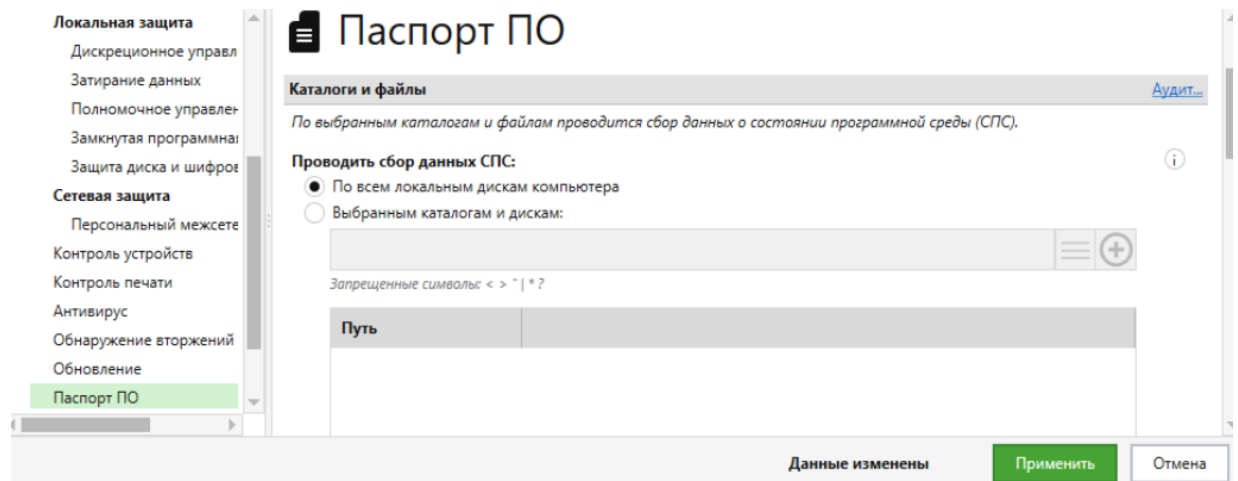 Локальная защита
Дискреционное управл
Затирание данных
Полномочное управлен
Замкнутая программна
Защита диска и шифров
Сетевая защита
Персональный межсете
Контроль устройств
Контроль печати
Антивирус
Обнаружение вторжений
Обновление
Паспорт ПО
Паспорт ПО
Каталоги и файлы Аудит...
По выбранным каталогам и файлам проводится сбор данных о состоянии программной среды (СПС).
Проводить сбор данных СПС:
По всем локальным дискам компьютера
Выбранным каталогам и дискам:
Запрещенные символы: < > " | * ?
Путь
Данные изменены Применить Отмена